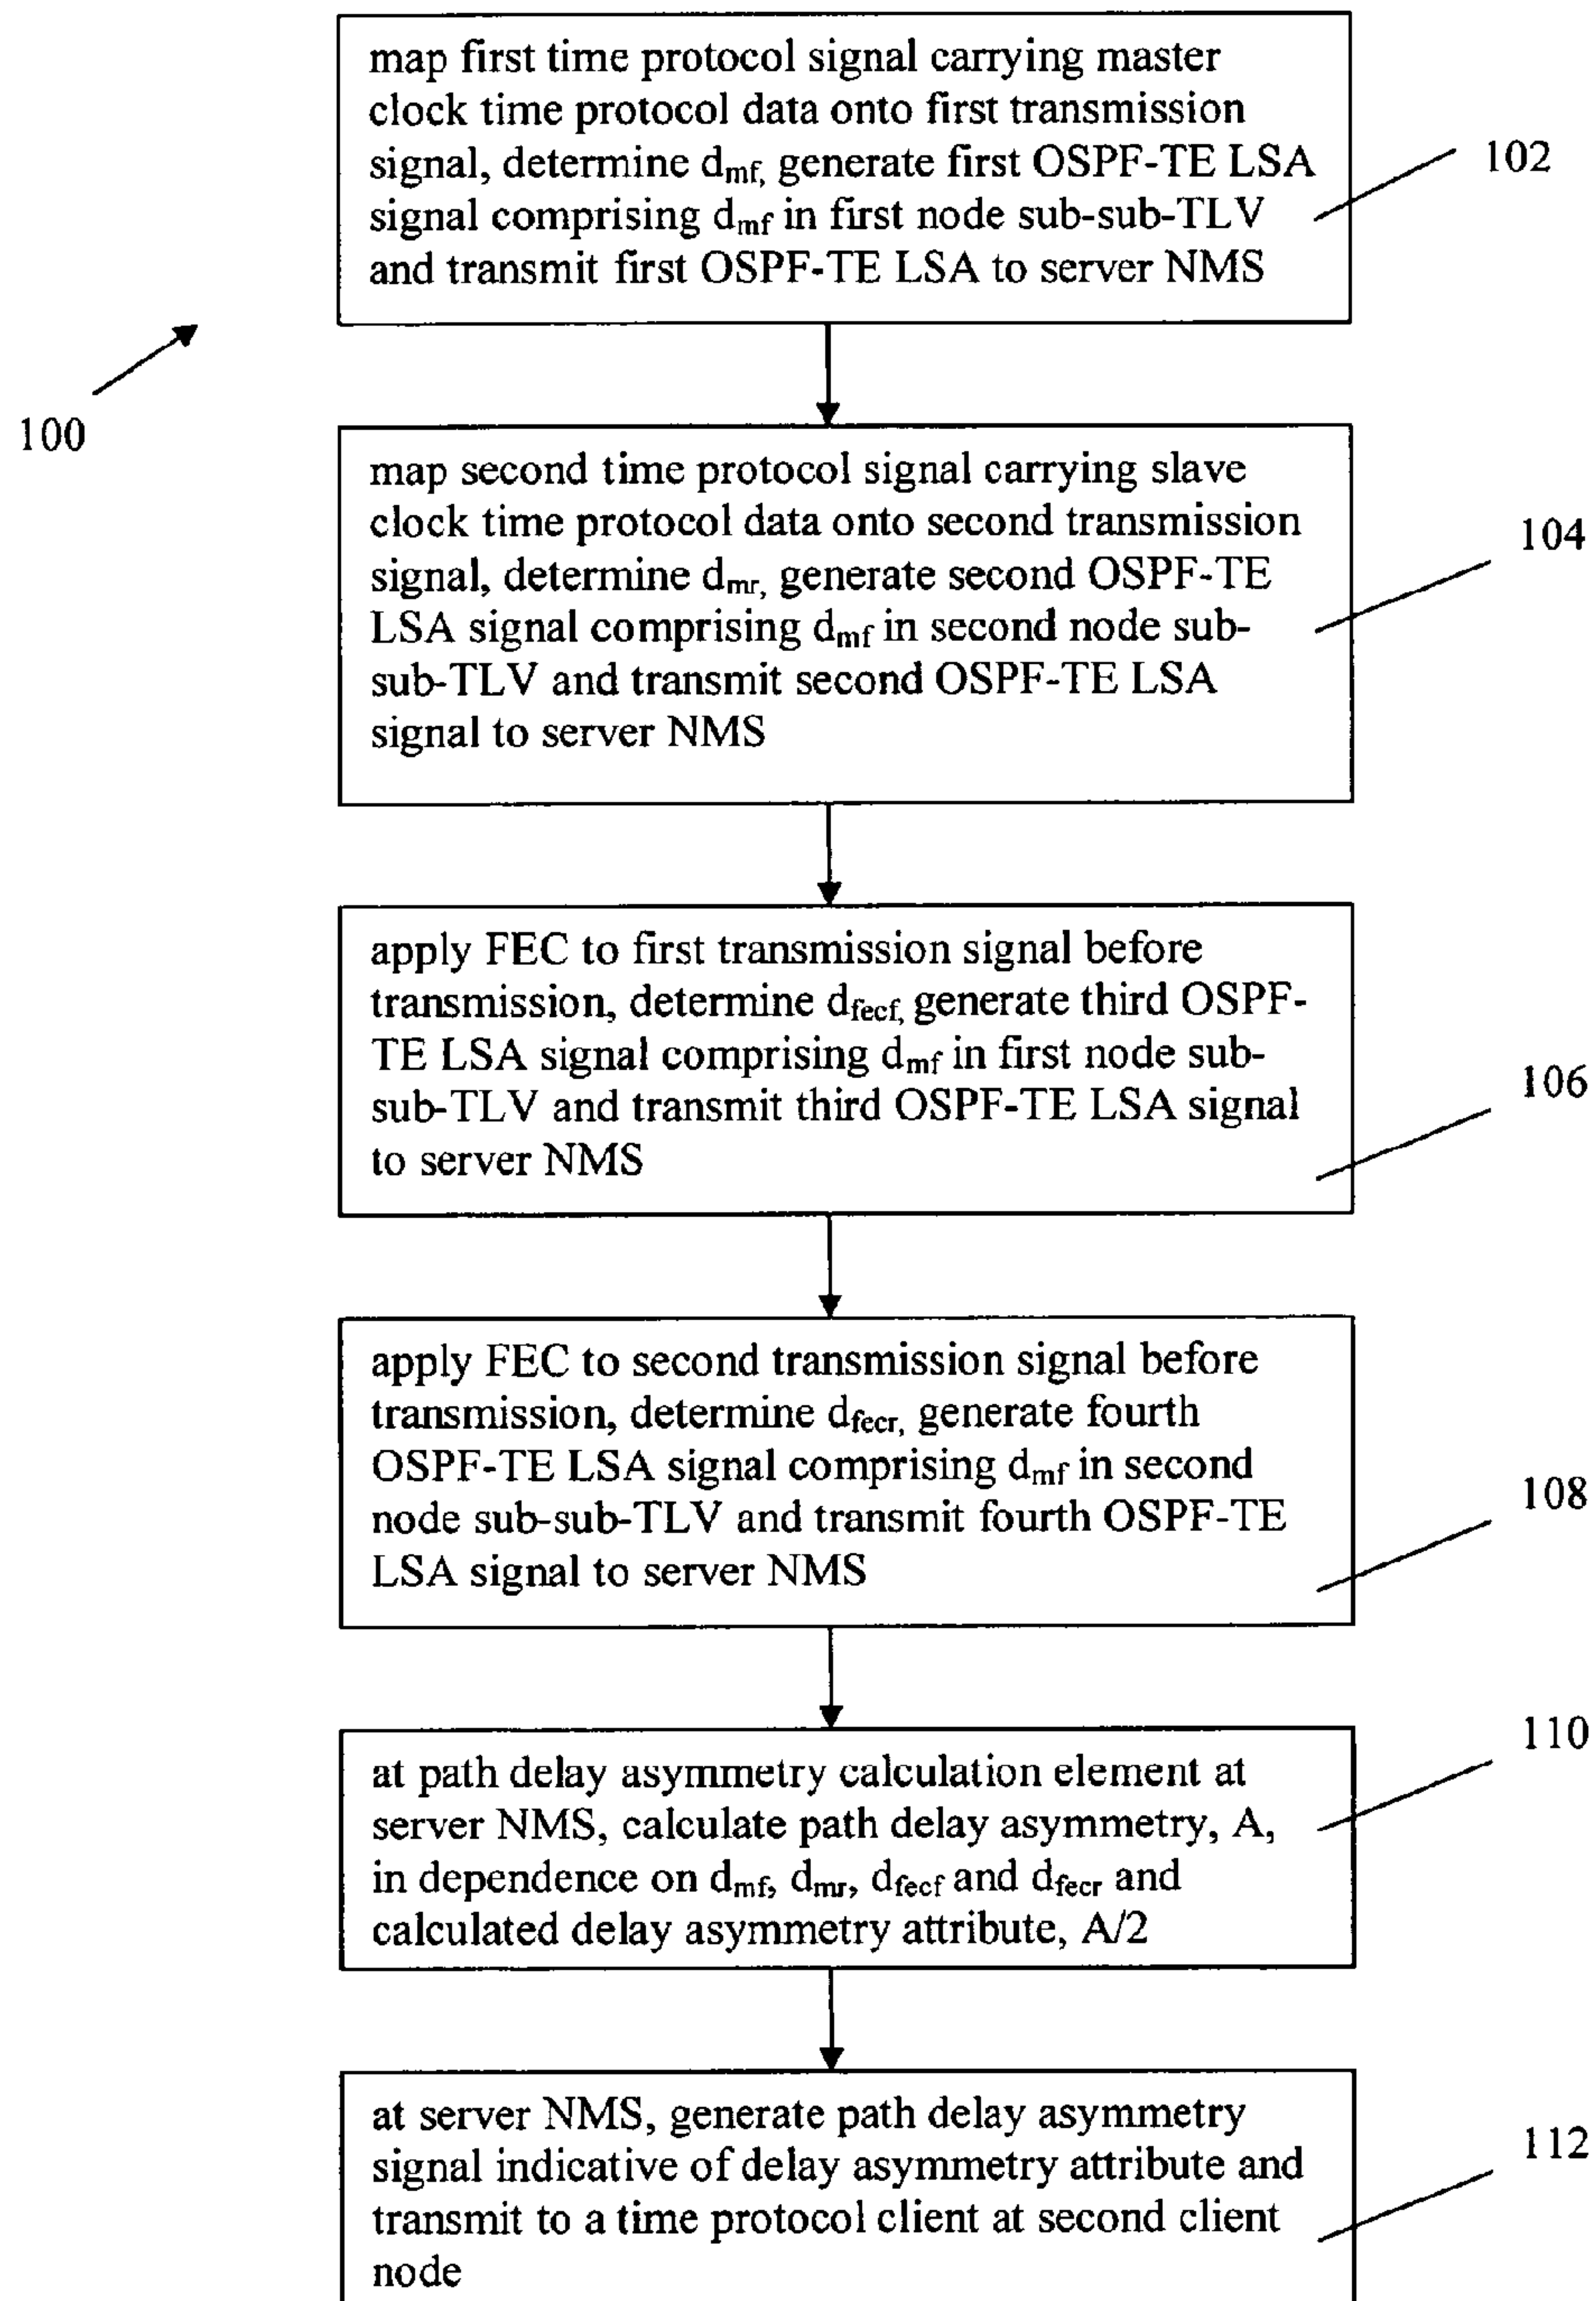 map first time protocol signal carrying master
clock time protocol data onto first transmission
signal, determine dmf, generate first OSPF-TE LSA
signal comprising dmf in first node sub-sub-TLV
and transmit first OSPF-TE LSA to server NMS
102
100
map second time protocol signal carrying slave
clock time protocol data onto second transmission
signal, determine dmr, generate second OSPF-TE
LSA signal comprising dmf in second node sub-
sub-TLV and transmit second OSPF-TE LSA
signal to server NMS
104
apply FEC to first transmission signal before
transmission, determine dfecf, generate third OSPF-
TE LSA signal comprising dmf in first node sub-
sub-TLV and transmit third OSPF-TE LSA signal
to server NMS
106
apply FEC to second transmission signal before
transmission, determine dfecr, generate fourth
OSPF-TE LSA signal comprising dmf in second
node sub-sub-TLV and transmit fourth OSPF-TE
LSA signal to server NMS
108
at path delay asymmetry calculation element at
server NMS, calculate path delay asymmetry, A,
in dependence on dmf, dmr, dfecf and dfecr and
calculated delay asymmetry attribute, A/2
110
at server NMS, generate path delay asymmetry
signal indicative of delay asymmetry attribute and
transmit to a time protocol client at second client
node
112